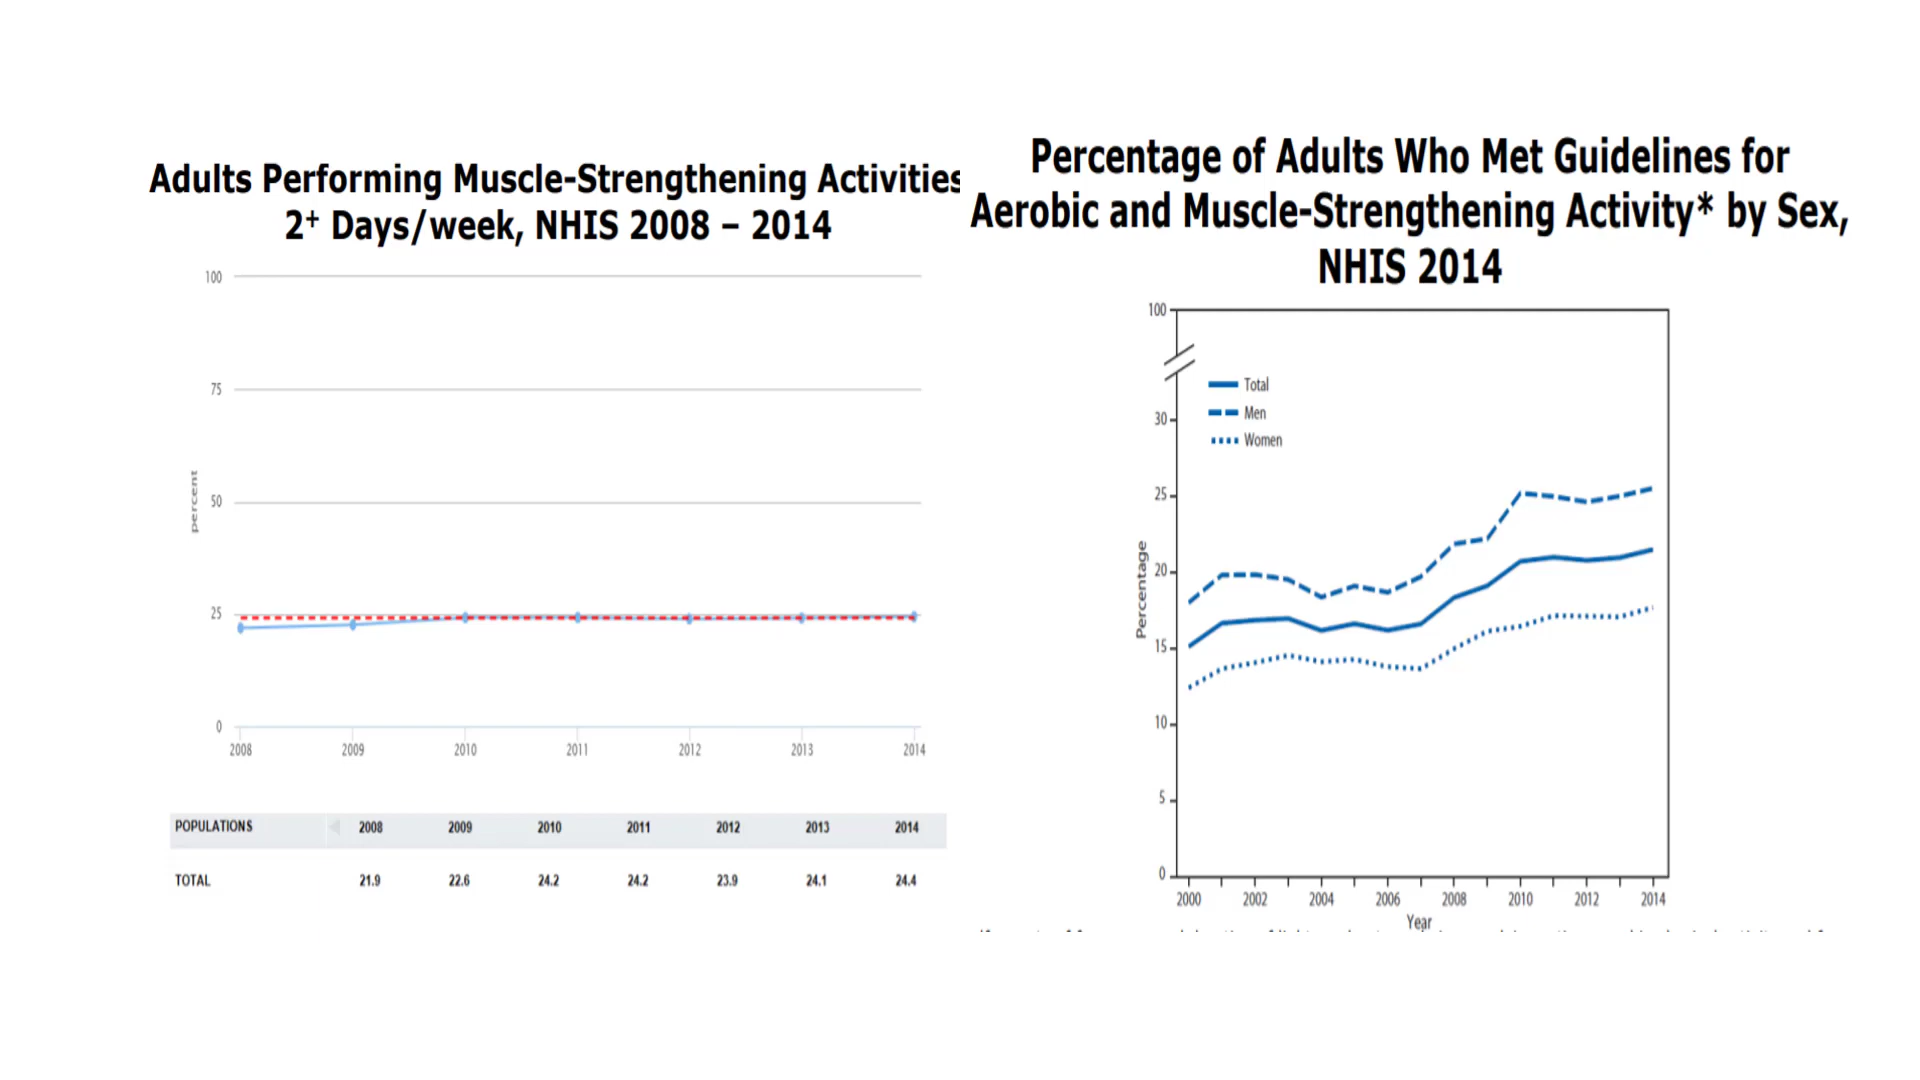 Adults Performing Muscle-Strengthening Activities
2+ Days/week, NHIS 2008 – 2014
100
75
50
25
0
percent
2008 2009 2010 2011 2012 2013 2014
POPULATIONS 2008 2009 2010 2011 2012 2013 2014
TOTAL 21.9 22.6 24.2 24.2 23.9 24.1 24.4
Percentage of Adults Who Met Guidelines for
Aerobic and Muscle-Strengthening Activity* by Sex,
NHIS 2014
100
Total
Men
Women
30
25
20
15
10
5
0
Percentage
2000 2002 2004 2006 2008 2010 2012 2014
Year